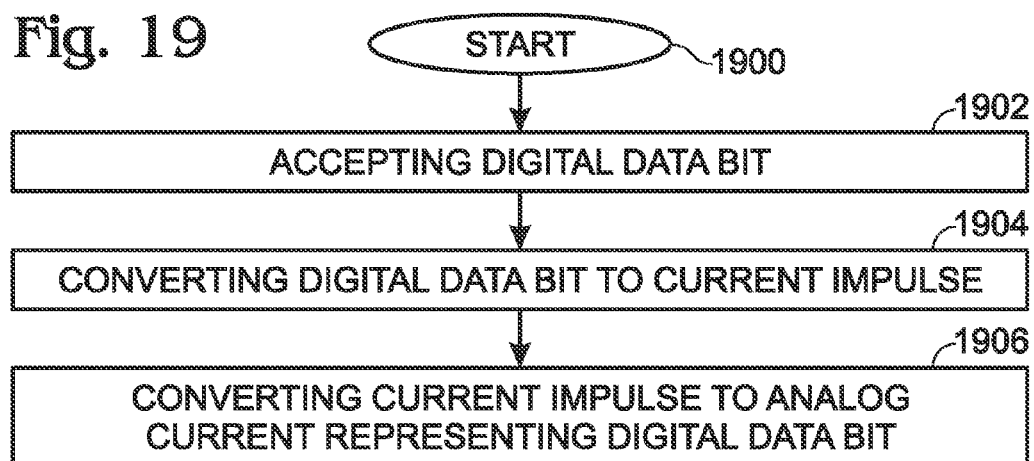 Fig. 19
START
1900
1902
ACCEPTING DIGITAL DATA BIT
1904
CONVERTING DIGITAL DATA BIT TO CURRENT IMPULSE
1906
CONVERTING CURRENT IMPULSE TO ANALOG
CURRENT REPRESENTING DIGITAL DATA BIT